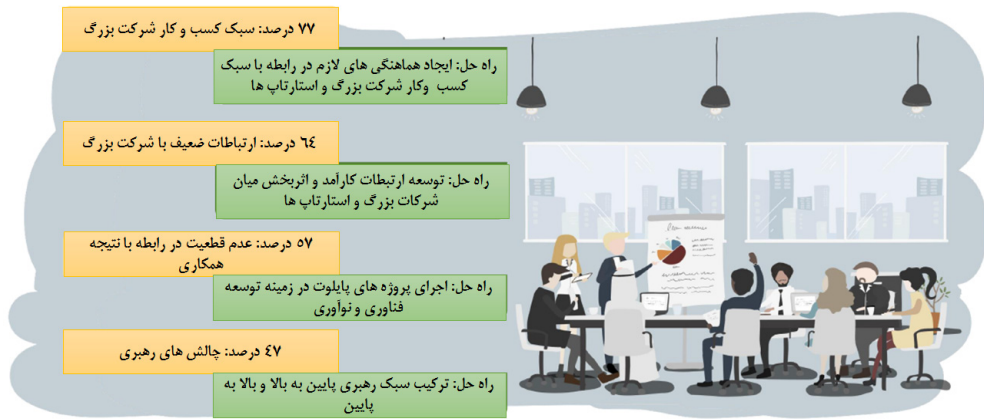 ۷۷ درصد: سبک کسب و کار شرکت بزرگ
راه حل: ایجاد هماهنگی های لازم در رابطه با سبک
کسب وکار شرکت بزرگ و استارتاپ ها
٦٤ درصد: ارتباطات ضعیف با شرکت بزرگ
راه حل: توسعه ارتبطات کارآمد و اثربخش میان
شرکات بزرگ و استارتاپ ها
٥۷ درصد: عدم قطعیت در رابطه با نتیجه
همکاری
راه حل: اجرای پروژه های پایلوت در زمینه توسعه
فناوری و نوآوری
٤۷ درصد: چالش های رهبری
راه حل: ترکیب سبک رهبری پایین به بالا و بالا به
پایین